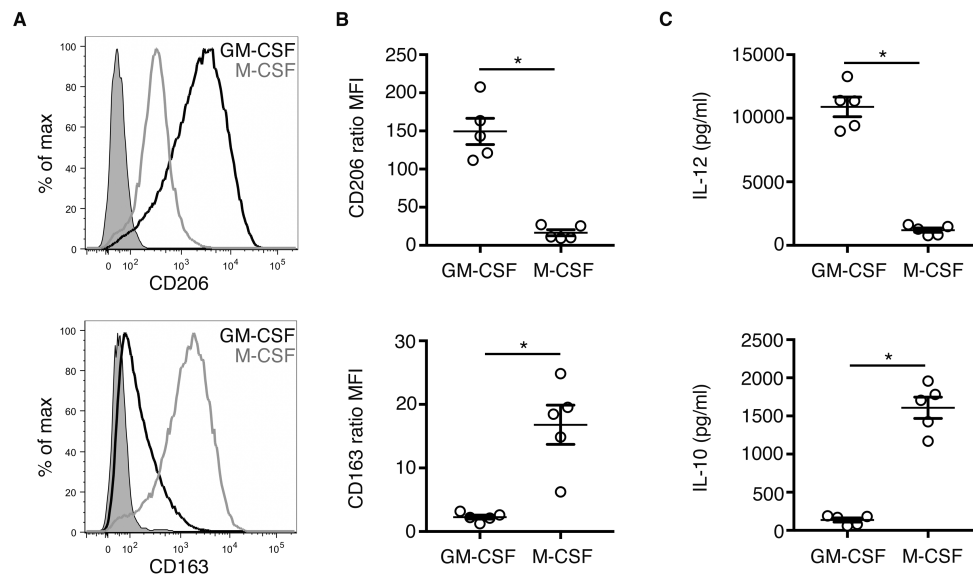 A
B
C
GM-CSF
M-CSF
% of max
100
80
60
40
20
0
0 10² 10³ 10⁴ 10⁵
CD206
CD206 ratio MFI
250
200
150
100
50
0
*
GM-CSF M-CSF
IL-12 (pg/ml)
15000
10000
5000
0
*
GM-CSF M-CSF
GM-CSF
M-CSF
% of max
100
80
60
40
20
0
0 10² 10³ 10⁴ 10⁵
CD163
CD163 ratio MFI
30
20
10
0
*
GM-CSF M-CSF
IL-10 (pg/ml)
2500
2000
1500
1000
500
0
*
GM-CSF M-CSF